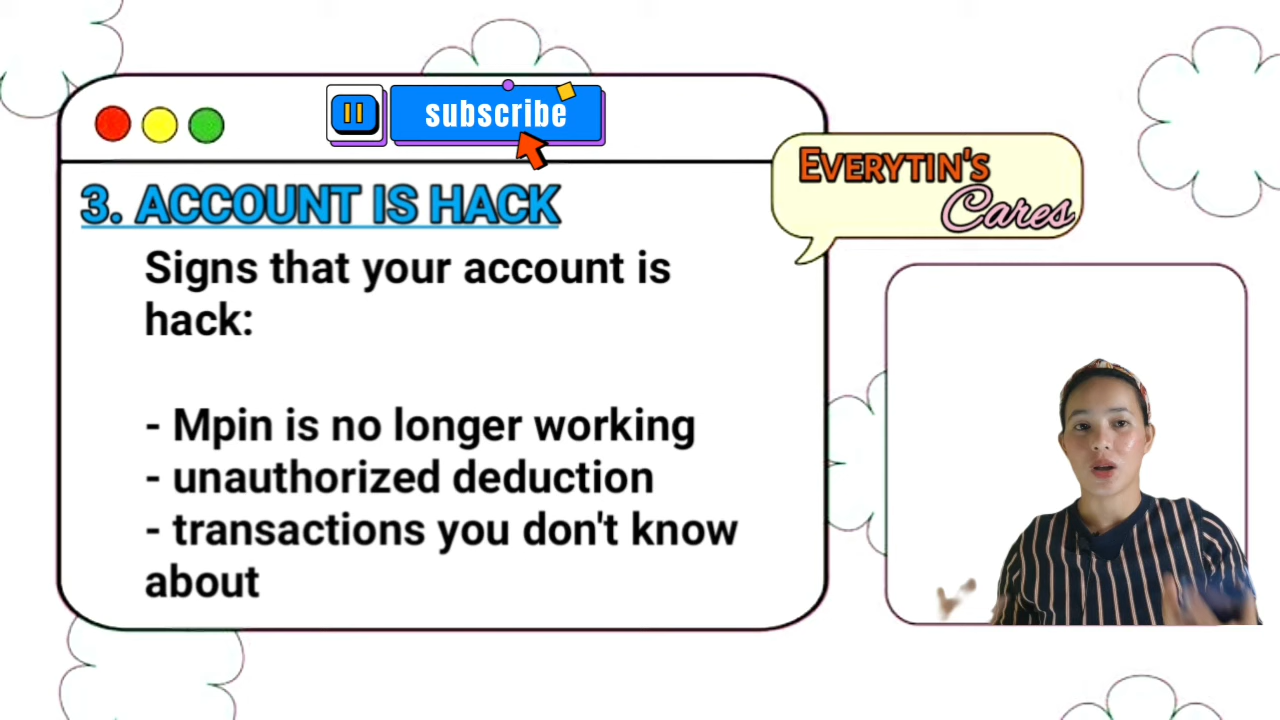 subscribe
EVERYTIN'S
Cares
3. ACCOUNT IS HACK
Signs that your account is
hack:
- Mpin is no longer working
- unauthorized deduction
- transactions you don't know
about